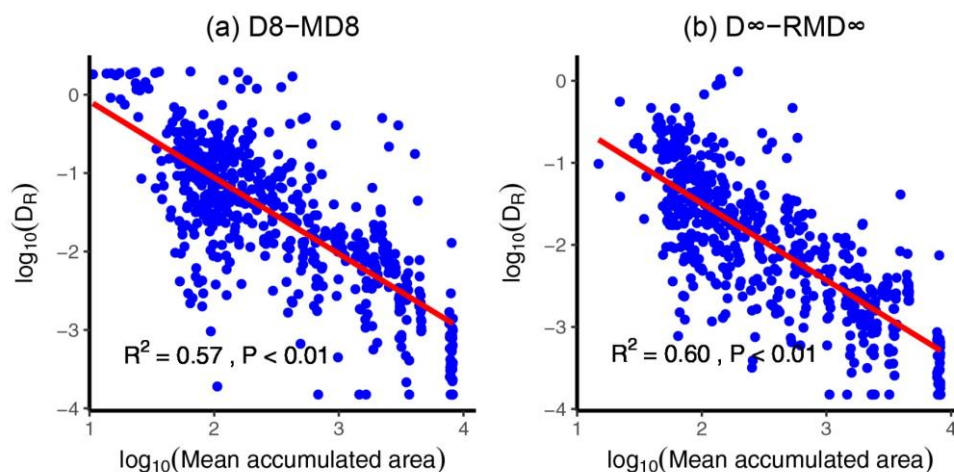 (a) D8−MD8
log₁₀(D_R)
0
−1
−2
−3
−4
R² = 0.57 , P < 0.01
1 2 3 4
log₁₀(Mean accumulated area)
(b) D∞−RMD∞
log₁₀(D_R)
0
−1
−2
−3
−4
R² = 0.60 , P < 0.01
1 2 3 4
log₁₀(Mean accumulated area)